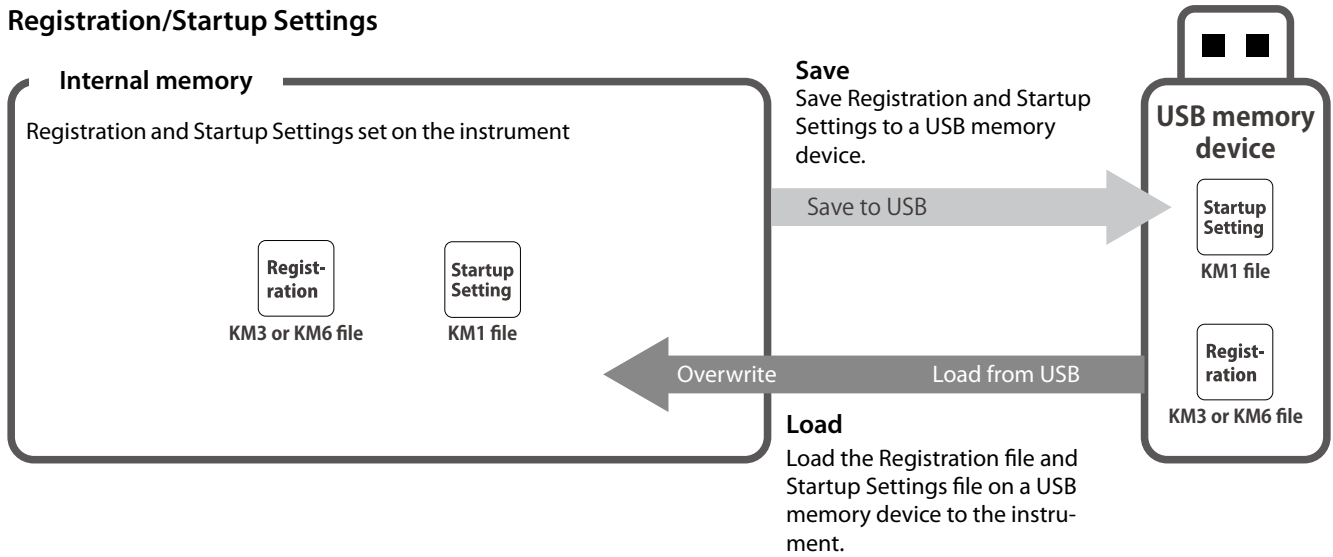 Registration/Startup Settings
Internal memory
Registration and Startup Settings set on the instrument
Regist-
ration
KM3 or KM6 file
Startup
Setting
KM1 file
Save
Save Registration and Startup
Settings to a USB memory
device.
Save to USB
Overwrite
Load from USB
Load
Load the Registration file and
Startup Settings file on a USB
memory device to the instru-
ment.
USB memory
device
Startup
Setting
KM1 file
Regist-
ration
KM3 or KM6 file